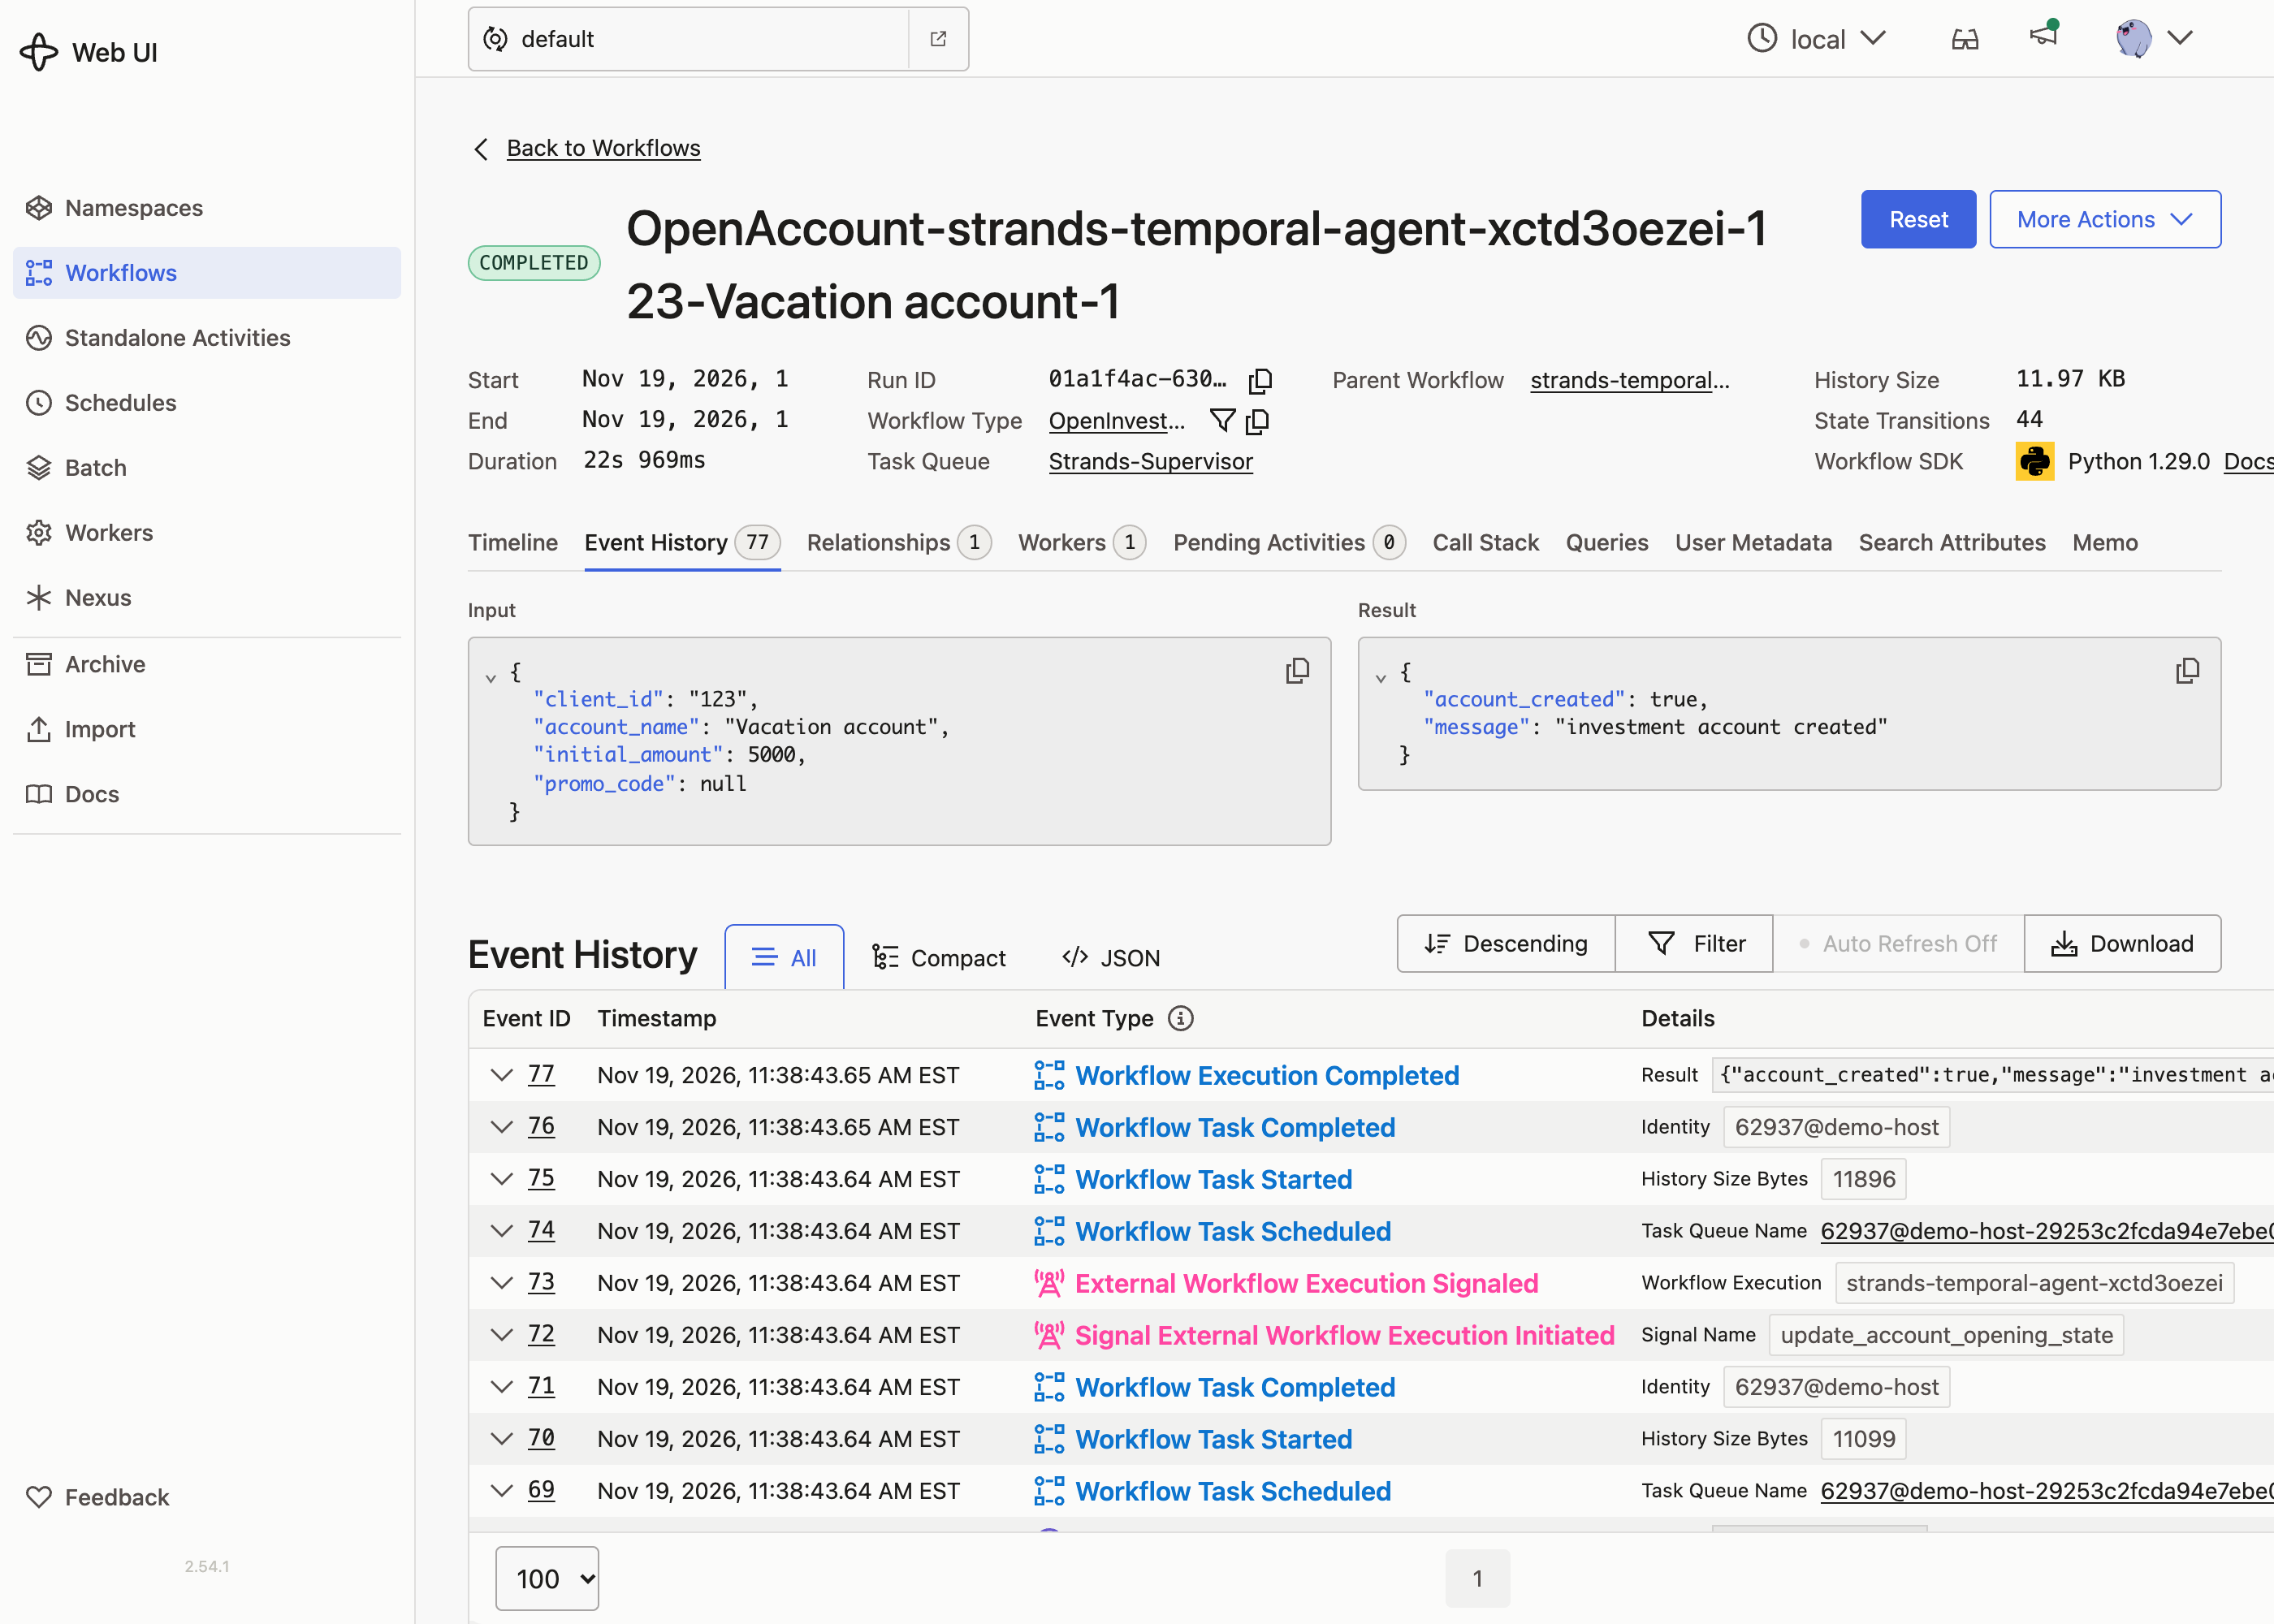 Web UI
default
local
Namespaces
Workflows
Standalone Activities
Schedules
Batch
Workers
Nexus
Archive
Import
Docs
Feedback
2.54.1
Back to Workflows
COMPLETED
OpenAccount-strands-temporal-agent-xctd3oezei-1
23-Vacation account-1
Reset
More Actions
Start Nov 19, 2026, 1
End Nov 19, 2026, 1
Duration 22s 969ms
Run ID 01a1f4ac-630…
Workflow Type OpenInvest...
Task Queue Strands-Supervisor
Parent Workflow strands-temporal...
History Size 11.97 KB
State Transitions 44
Workflow SDK Python 1.29.0 Docs
Timeline Event History 77 Relationships 1 Workers 1 Pending Activities 0 Call Stack Queries User Metadata Search Attributes Memo
Input
{
"client_id": "123",
"account_name": "Vacation account",
"initial_amount": 5000,
"promo_code": null
}
Result
{
"account_created": true,
"message": "investment account created"
}
Event History All Compact JSON Descending Filter Auto Refresh Off Download
Event ID Timestamp Event Type Details
77 Nov 19, 2026, 11:38:43.65 AM EST Workflow Execution Completed Result {"account_created":true,"message":"investment
76 Nov 19, 2026, 11:38:43.65 AM EST Workflow Task Completed Identity 62937@demo-host
75 Nov 19, 2026, 11:38:43.64 AM EST Workflow Task Started History Size Bytes 11896
74 Nov 19, 2026, 11:38:43.64 AM EST Workflow Task Scheduled Task Queue Name 62937@demo-host-29253c2fcda94e7ebe0
73 Nov 19, 2026, 11:38:43.64 AM EST External Workflow Execution Signaled Workflow Execution strands-temporal-agent-xctd3oezei
72 Nov 19, 2026, 11:38:43.64 AM EST Signal External Workflow Execution Initiated Signal Name update_account_opening_state
71 Nov 19, 2026, 11:38:43.64 AM EST Workflow Task Completed Identity 62937@demo-host
70 Nov 19, 2026, 11:38:43.64 AM EST Workflow Task Started History Size Bytes 11099
69 Nov 19, 2026, 11:38:43.64 AM EST Workflow Task Scheduled Task Queue Name 62937@demo-host-29253c2fcda94e7ebe0
100
1